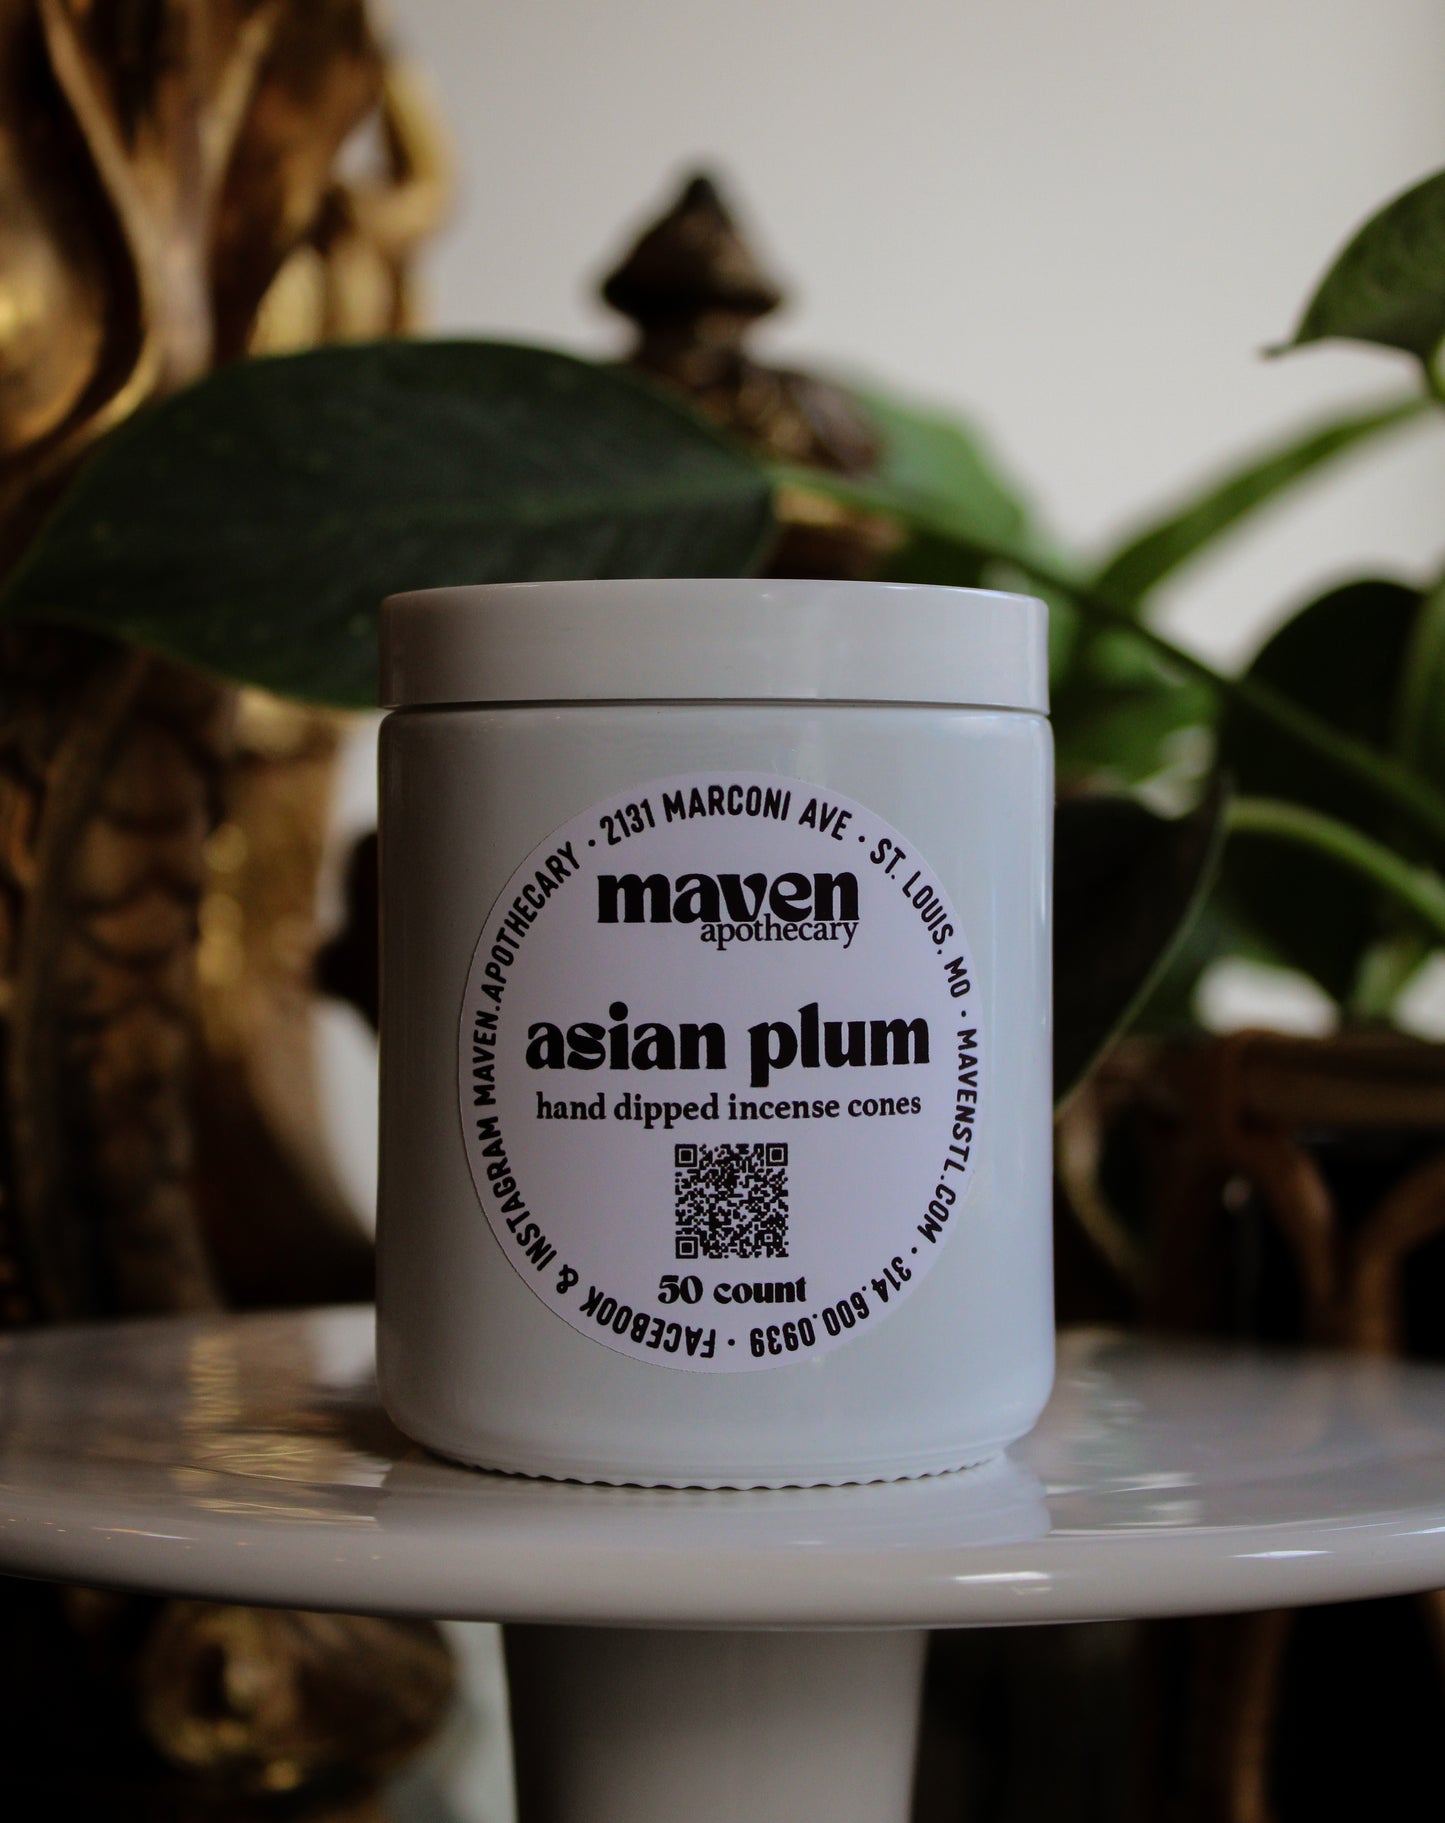 2131 MARCONI AVE · ST. LOUIS, MO · MAVENSTL.COM · 314.600.0939 · FACEBOOK & INSTAGRAM MAVEN.APOTHECARY ·
maven
apothecary
asian plum
hand dipped incense cones
50 count